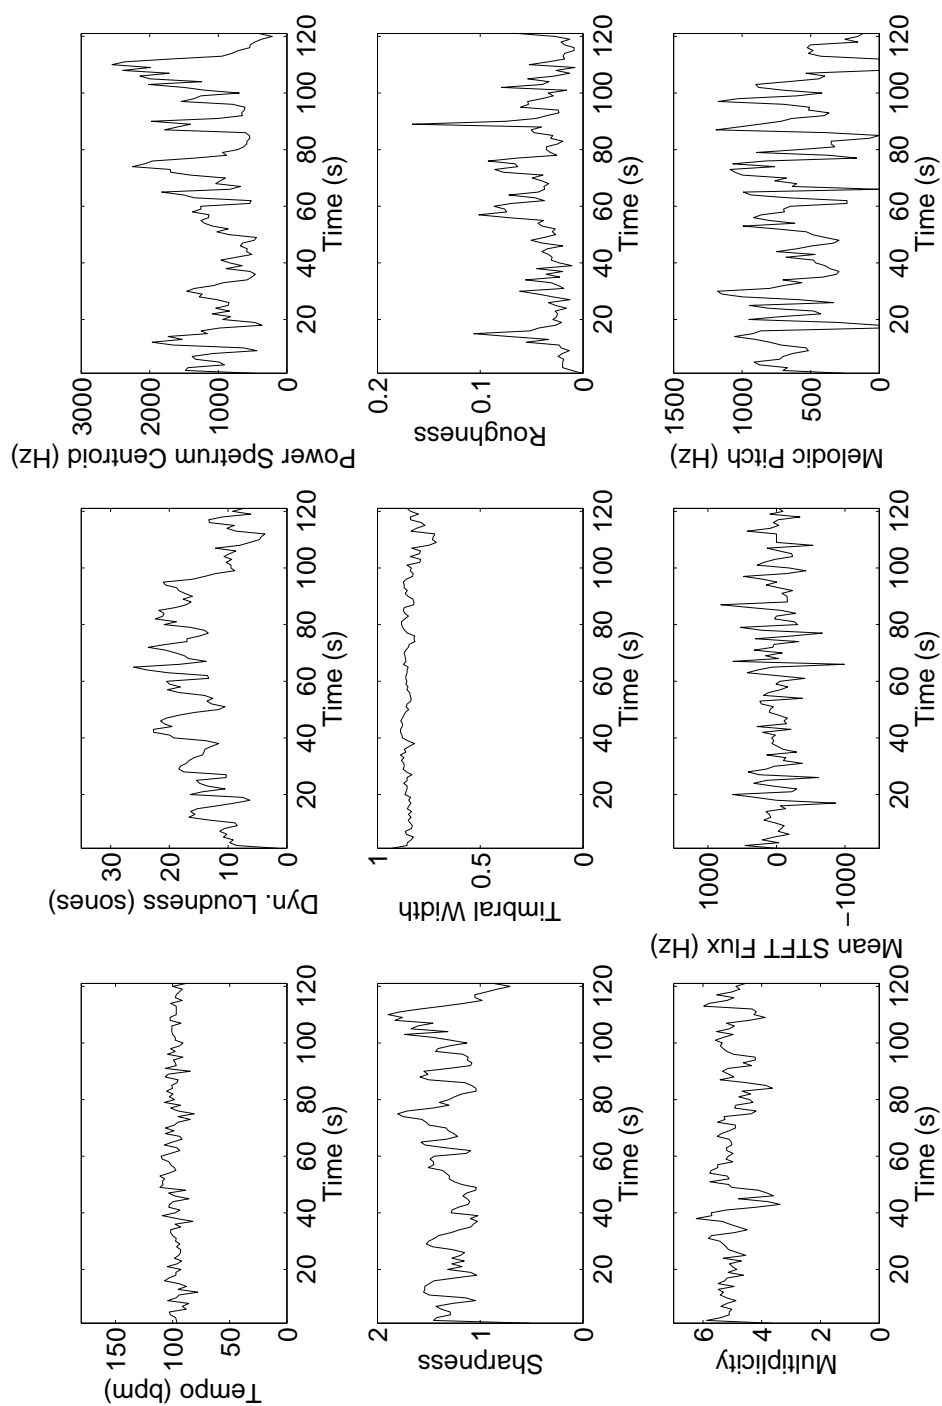 Tempo (bpm)
150
100
50
0
20 40 60 80 100 120
Time (s)
Dyn. Loudness (sones)
30
20
10
0
20 40 60 80 100 120
Time (s)
Power Spetrum Centroid (Hz)
3000
2000
1000
0
20 40 60 80 100 120
Time (s)
Sharpness
2
1
0
20 40 60 80 100 120
Time (s)
Timbral Width
1
0.5
0
20 40 60 80 100 120
Time (s)
Roughness
0.2
0.1
0
20 40 60 80 100 120
Time (s)
Multiplicity
6
4
2
0
20 40 60 80 100 120
Time (s)
Mean STFT Flux (Hz)
1000
0
−1000
20 40 60 80 100 120
Time (s)
Melodic Pitch (Hz)
1500
1000
500
0
20 40 60 80 100 120
Time (s)